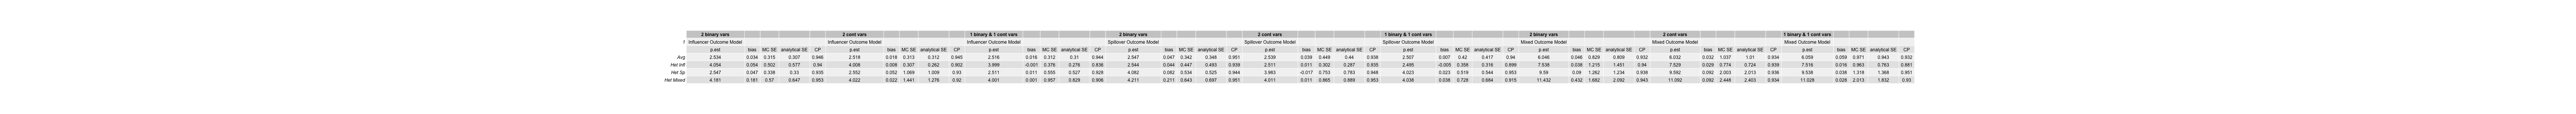 2 binary vars 2 cont vars 1 binary & 1 cont vars 2 binary vars 2 cont vars 1 binary & 1 cont vars 2 binary vars 2 cont vars 1 binary & 1 cont vars
Influencer Outcome Model Influencer Outcome Model Influencer Outcome Model Spillover Outcome Model Spillover Outcome Model Spillover Outcome Model Mixed Outcome Model Mixed Outcome Model Mixed Outcome Model
p.est bias MC SE analytical SE CP p.est bias MC SE analytical SE CP p.est bias MC SE analytical SE CP p.est bias MC SE analytical SE CP p.est bias MC SE analytical SE CP p.est bias MC SE analytical SE CP p.est bias MC SE analytical SE CP p.est bias MC SE analytical SE CP p.est bias MC SE analytical SE CP
Avg 2.534 0.034 0.315 0.307 0.946 2.518 0.018 0.313 0.312 0.945 2.516 0.016 0.312 0.31 0.944 2.547 0.047 0.342 0.348 0.951 2.539 0.039 0.449 0.44 0.938 2.507 0.007 0.42 0.417 0.94 6.046 0.046 0.829 0.809 0.932 6.032 0.032 1.037 1.01 0.934 6.059 0.059 0.971 0.943 0.932
Het Infl 4.054 0.054 0.502 0.577 0.94 4.008 0.008 0.307 0.262 0.902 3.999 -0.001 0.376 0.276 0.836 2.544 0.044 0.447 0.493 0.939 2.511 0.011 0.302 0.287 0.935 2.495 -0.005 0.358 0.316 0.899 7.538 0.038 1.215 1.451 0.94 7.529 0.029 0.774 0.724 0.939 7.516 0.016 0.963 0.763 0.881
Het Sp 2.547 0.047 0.338 0.33 0.935 2.552 0.052 1.069 1.009 0.93 2.511 0.011 0.555 0.527 0.928 4.082 0.082 0.534 0.525 0.944 3.983 -0.017 0.753 0.783 0.948 4.023 0.023 0.519 0.544 0.953 9.59 0.09 1.262 1.234 0.938 9.592 0.092 2.003 2.013 0.936 9.538 0.038 1.318 1.368 0.951
Het Mixed 4.181 0.181 0.57 0.647 0.953 4.022 0.022 1.441 1.276 0.92 4.001 0.001 0.857 0.829 0.906 4.211 0.211 0.643 0.697 0.951 4.011 0.011 0.865 0.889 0.953 4.038 0.038 0.728 0.684 0.915 11.432 0.432 1.682 2.092 0.943 11.092 0.092 2.448 2.403 0.934 11.028 0.028 2.013 1.832 0.93